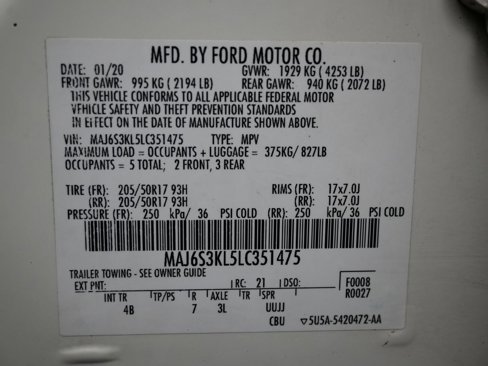 MFD. BY FORD MOTOR CO.
DATE: 01/20 GVWR: 1929 KG ( 4253 LB)
FRONT GAWR: 995 KG ( 2194 LB) REAR GAWR: 940 KG ( 2072 LB)
THIS VEHICLE CONFORMS TO ALL APPLICABLE FEDERAL MOTOR
VEHICLE SAFETY AND THEFT PREVENTION STANDARDS
IN EFFECT ON THE DATE OF MANUFACTURE SHOWN ABOVE.
VIN: MAJ6S3KL5LC351475 TYPE: MPV
MAXIMUM LOAD = OCCUPANTS + LUGGAGE = 375KG/ 827LB
OCCUPANTS = 5 TOTAL; 2 FRONT, 3 REAR
TIRE (FR): 205/50R17 93H RIMS (FR): 17x7.0J
(RR): 205/50R17 93H (RR): 17x7.0J
PRESSURE (FR): 250 kPa/ 36 PSI COLD (RR): 250 kPa/ 36 PSI COLD
MAJ6S3KL5LC351475
TRAILER TOWING - SEE OWNER GUIDE
EXT PNT: RC: 21 DSO: F0008
R0027
INT TR TP/PS R AXLE TR SPR
4B 7 3L UUJJ
CBU ▽5U5A-5420472-AA